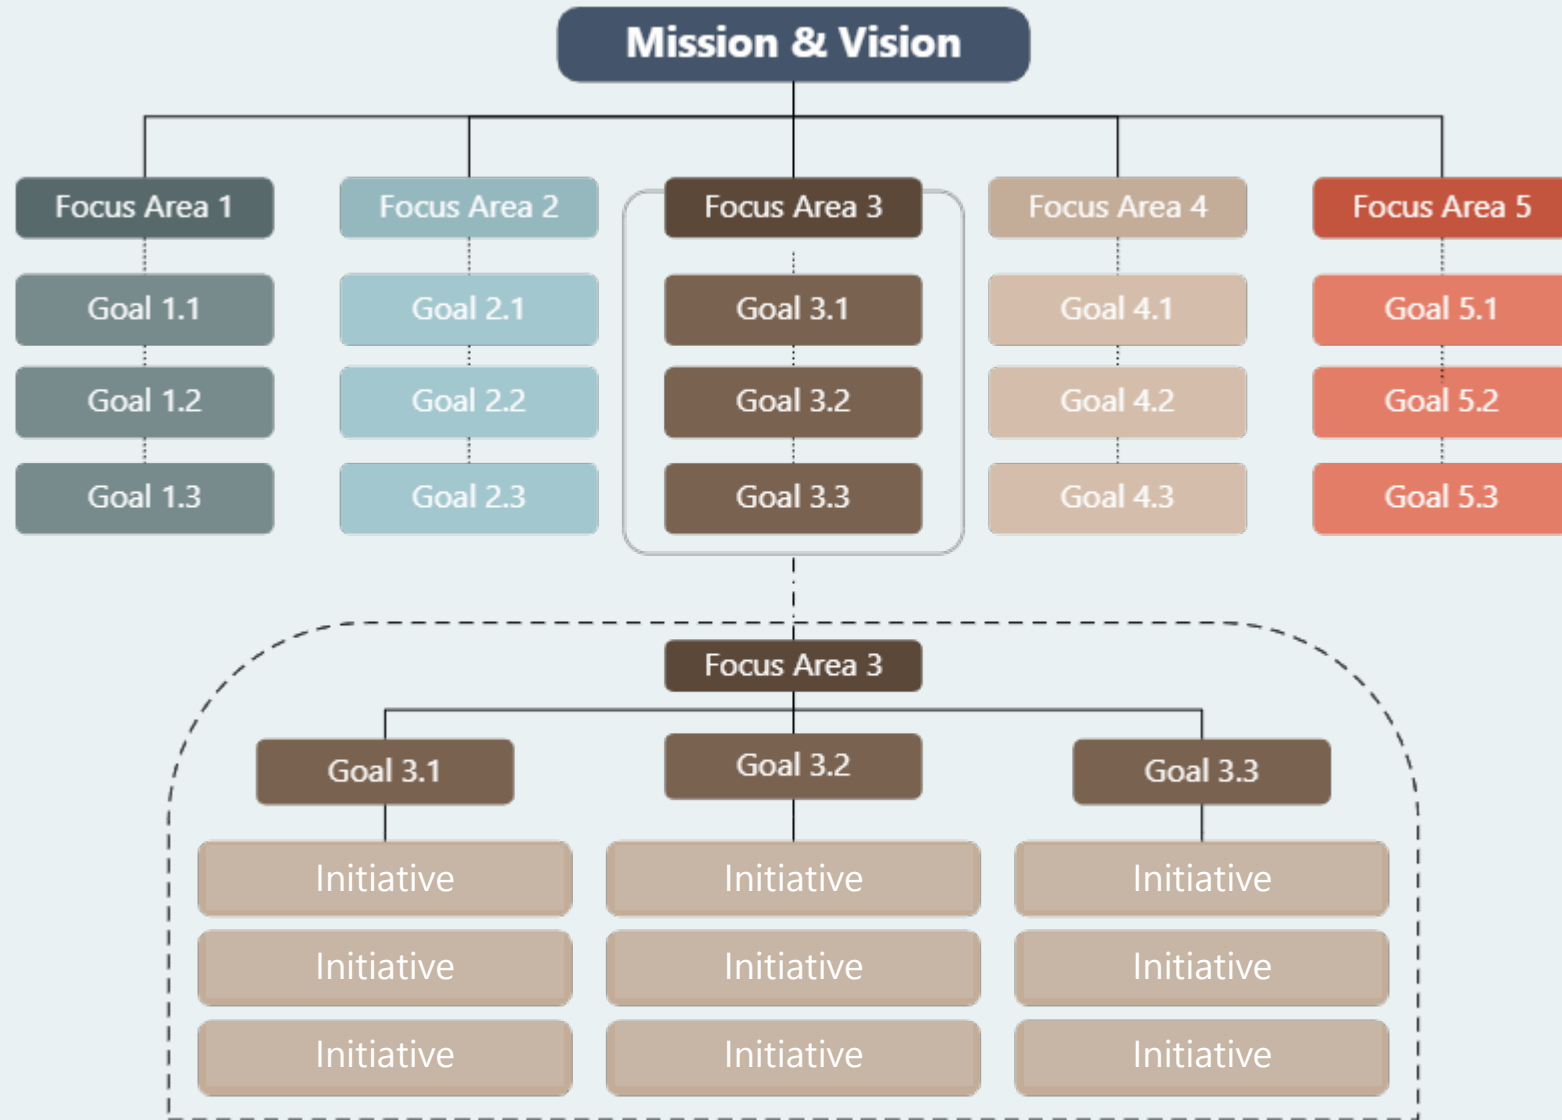 Mission & Vision
Focus Area 1
Focus Area 2
Focus Area 3
Focus Area 4
Focus Area 5
Goal 1.1
Goal 2.1
Goal 3.1
Goal 4.1
Goal 5.1
Goal 1.2
Goal 2.2
Goal 3.2
Goal 4.2
Goal 5.2
Goal 1.3
Goal 2.3
Goal 3.3
Goal 4.3
Goal 5.3
Focus Area 3
Goal 3.1
Goal 3.2
Goal 3.3
Initiative
Initiative
Initiative
Initiative
Initiative
Initiative
Initiative
Initiative
Initiative